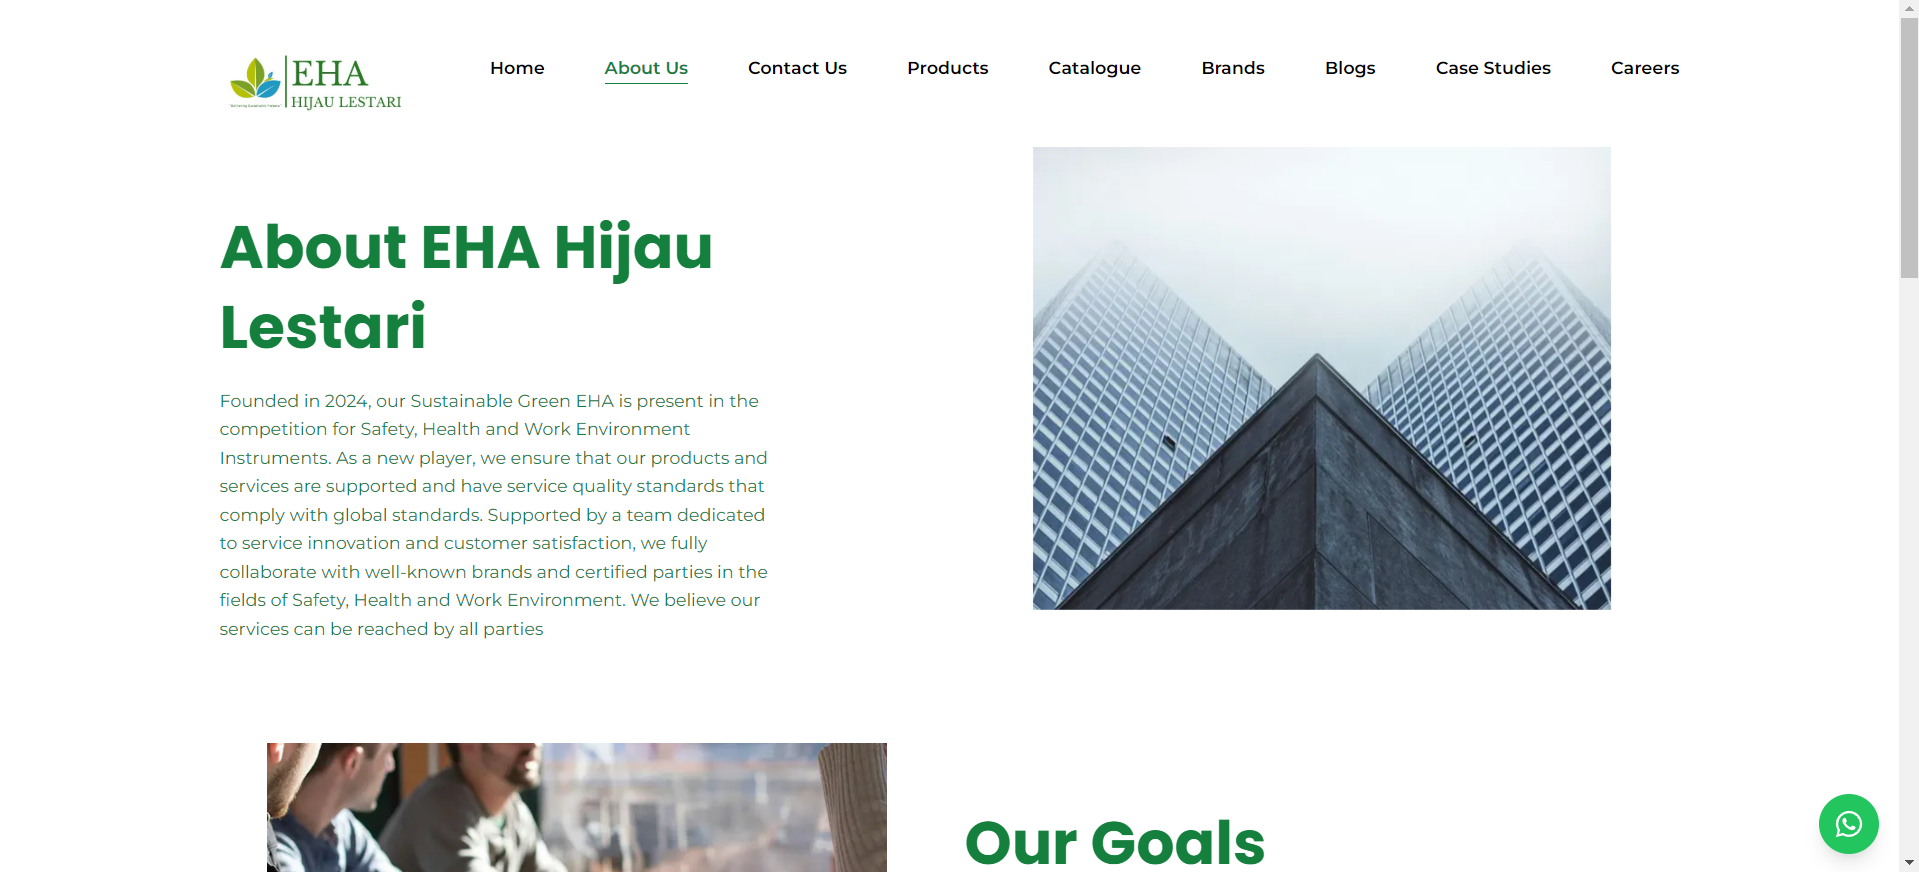 EHA
HIJAU LESTARI
Home
About Us
Contact Us
Products
Catalogue
Brands
Blogs
Case Studies
Careers
About EHA Hijau
Lestari
Founded in 2024, our Sustainable Green EHA is present in the
competition for Safety, Health and Work Environment
Instruments. As a new player, we ensure that our products and
services are supported and have service quality standards that
comply with global standards. Supported by a team dedicated
to service innovation and customer satisfaction, we fully
collaborate with well-known brands and certified parties in the
fields of Safety, Health and Work Environment. We believe our
services can be reached by all parties
Our Goals